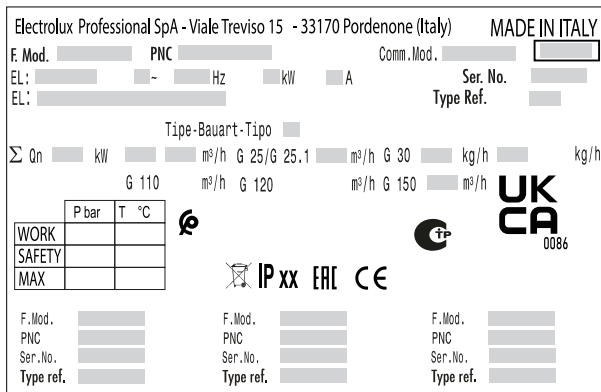 Electrolux Professional SpA - Viale Treviso 15 - 33170 Pordenone (Italy) MADE IN ITALY
F. Mod. PNC Comm.Mod.
EL: ~ Hz kW A Ser. No.
EL: Type Ref.
Tipe-Bauart-Tipo
Σ Qn kW m³/h G 25/G 25.1 m³/h G 30 kg/h kg/h
G 110 m³/h G 120 m³/h G 150 m³/h
UK
CA
0086
P bar T °C
WORK
SAFETY
MAX
TP
IP xx EAC CE
F.Mod. F.Mod. F.Mod.
PNC PNC PNC
Ser.No. Ser.No. Ser.No.
Type ref. Type ref. Type ref.